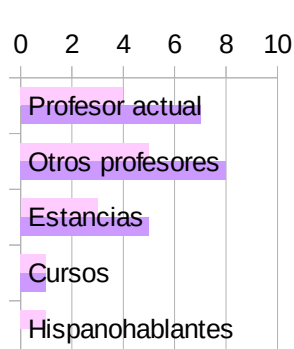 0 2 4 6 8 10
Profesor actual
Otros profesores
Estancias
Cursos
Hispanohablantes